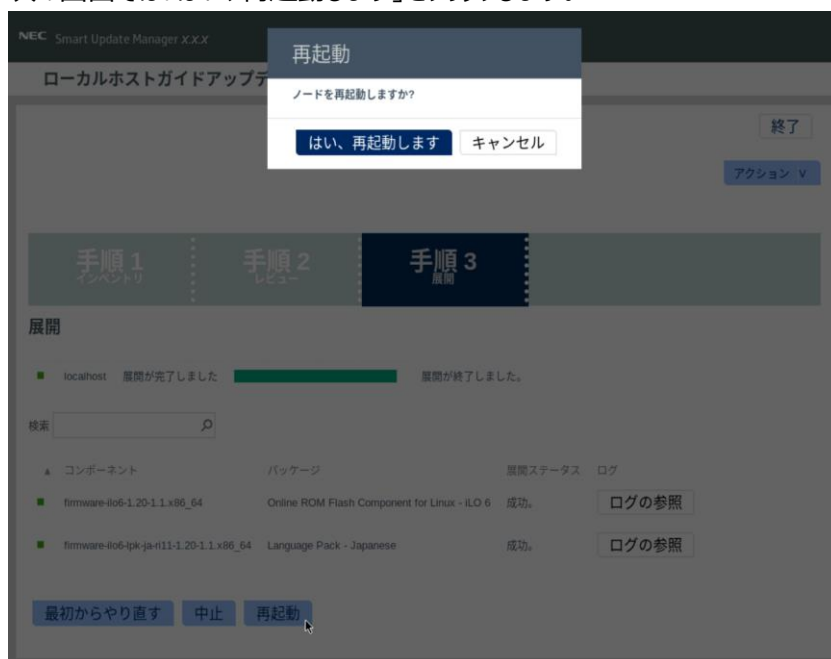 NEC Smart Update Manager X.X.X
再起動
ローカルホストガイドアップデ
ノードを再起動しますか?
はい、再起動します キャンセル
終了
アクション ∨
手順 1 手順 2 手順 3
インベントリ レビュー 展開
展開
localhost 展開が完了しました 展開が終了しました。
検索
コンポーネント パッケージ 展開ステータス ログ
firmware-ilo6-1.20-1.1.x86_64 Online ROM Flash Component for Linux - iLO 6 成功。 ログの参照
firmware-ilo6-lpk-ja-ri11-1.20-1.1.x86_64 Language Pack - Japanese 成功。 ログの参照
最初からやり直す 中止 再起動